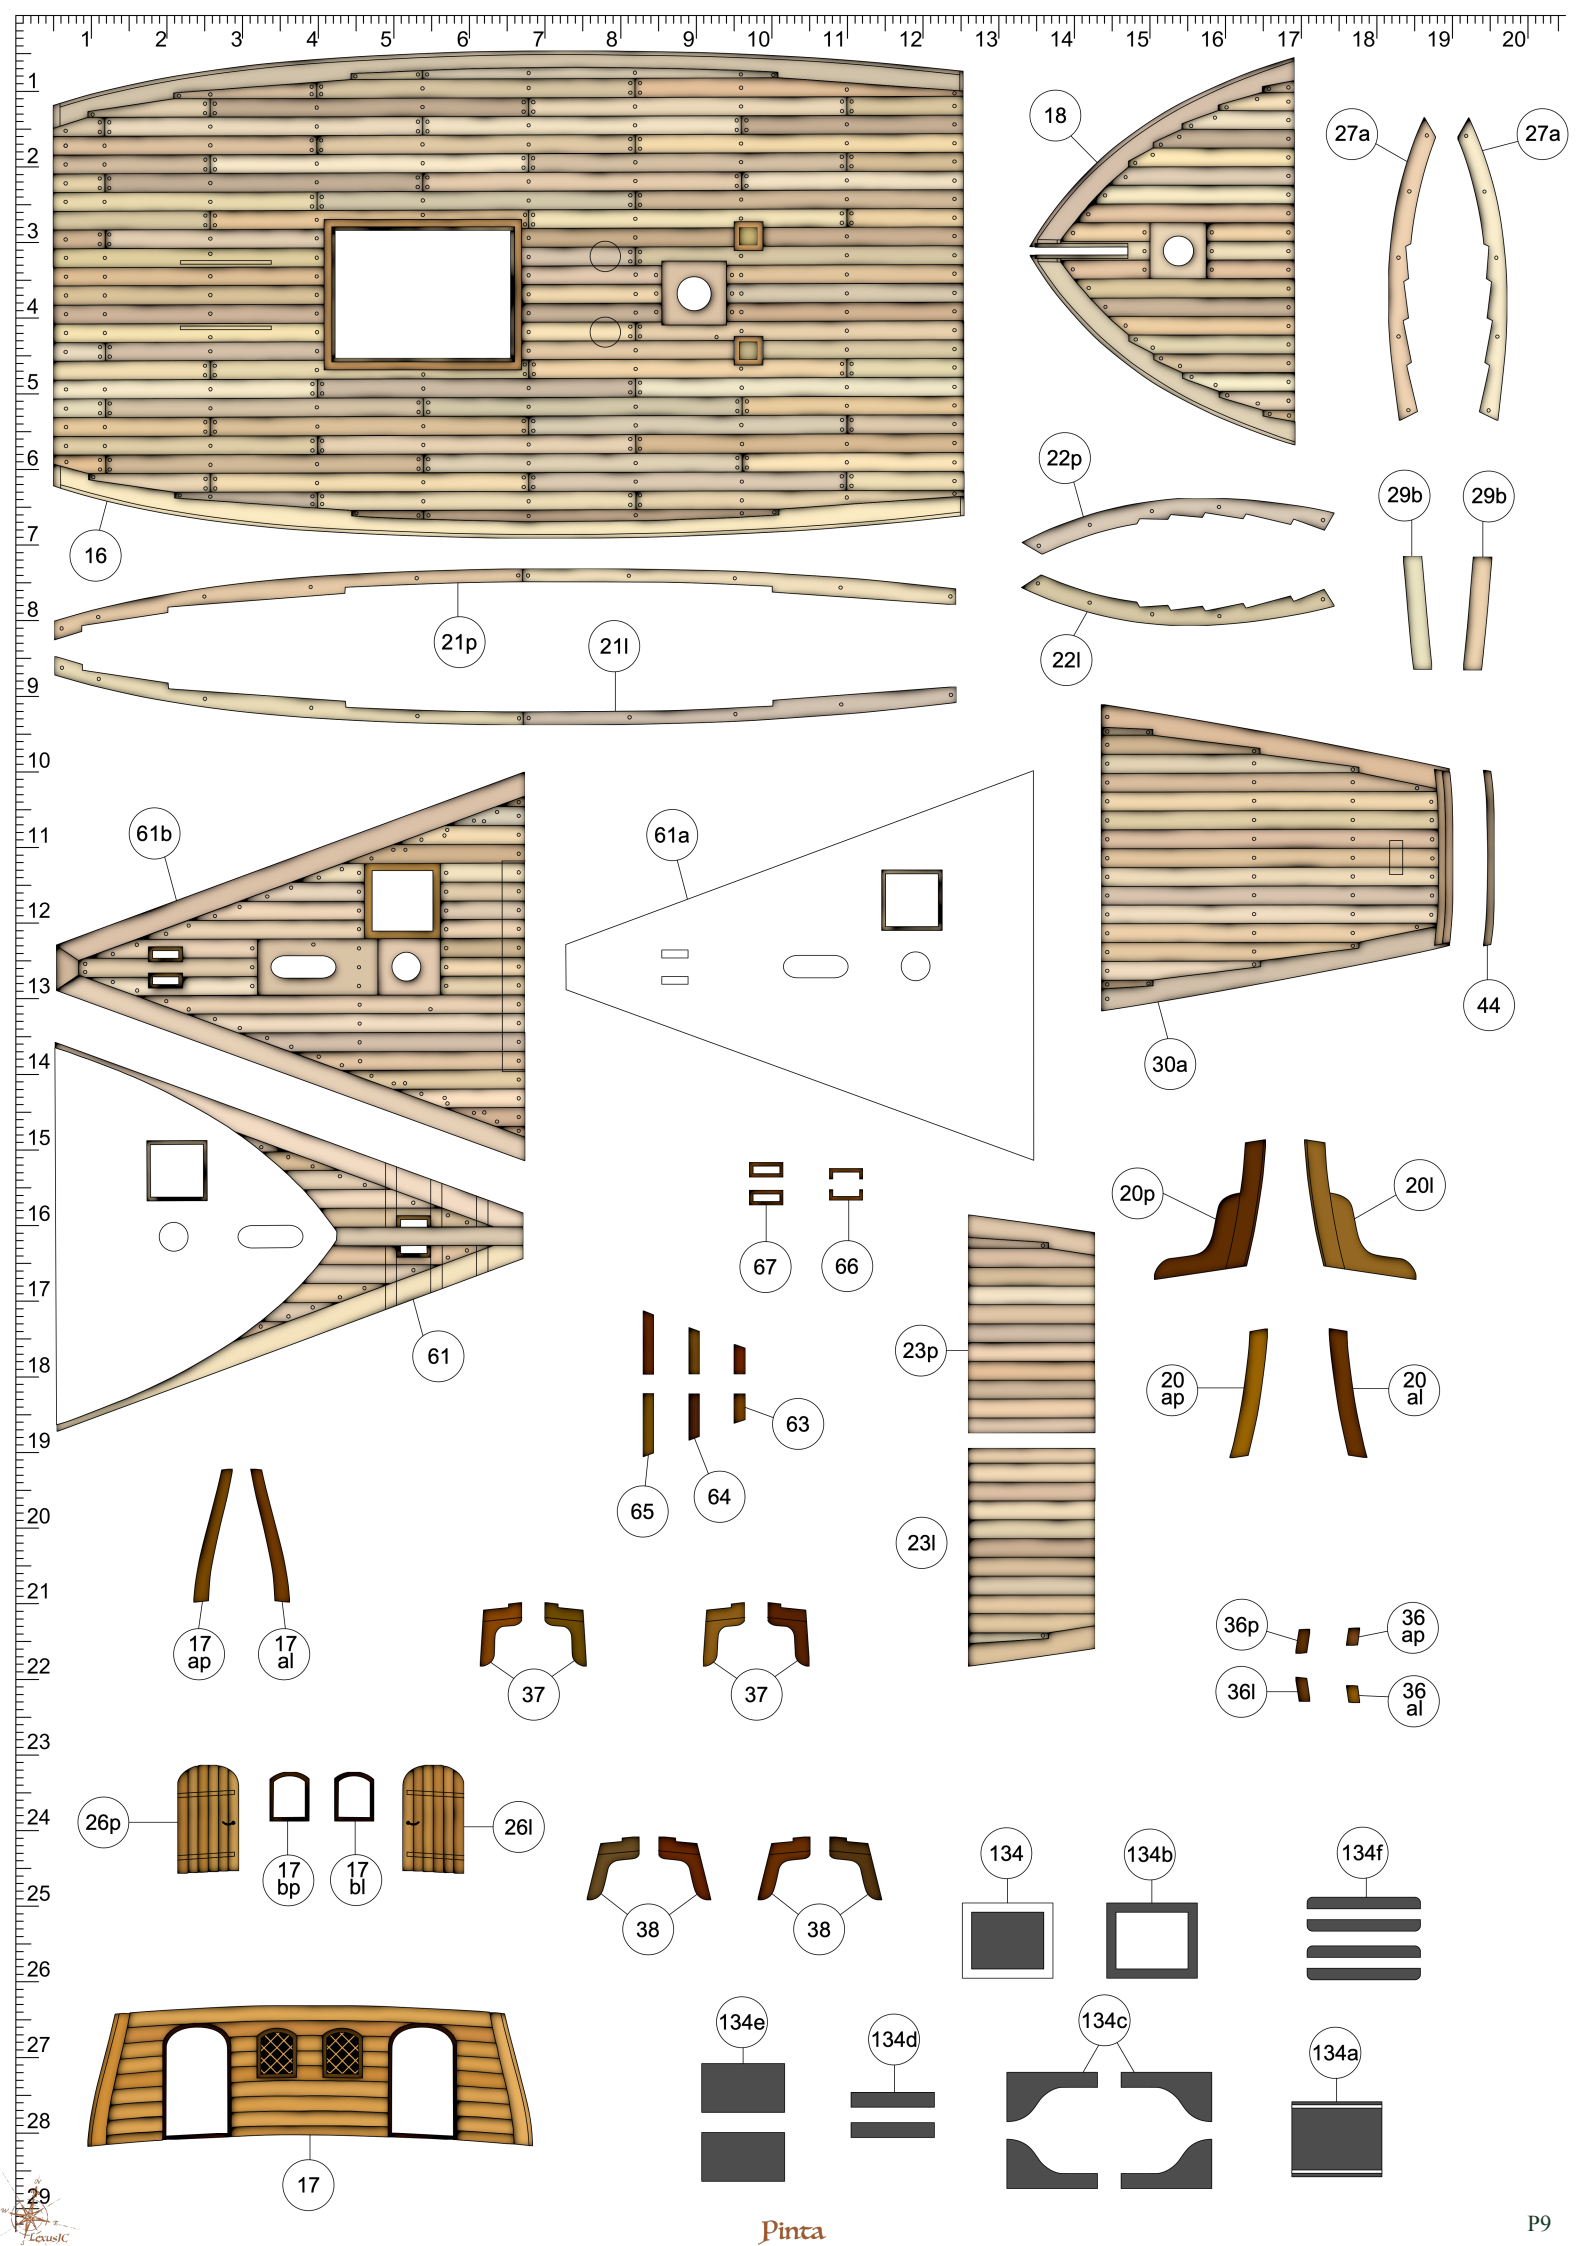 1 2 3 4 5 6 7 8 9 10 12 13 14 15 16 17 18 19 20
1
2
3
4
5
6
7
8
9
10
11
12
13
14
15
16
17
18
19
20
21
22
23
24
25
26
27
28
29
18
27a
27a
16
22p
22l
29b
29b
21p
21l
61b
61a
30a
44
61
67
66
20p
20l
23p
20
ap
20
al
65
64
63
23l
17
ap
17
al
37
37
36p
36
ap
36l
36
al
26p
17
bp
17
bl
26l
38
38
134
134b
134f
134e
134d
134c
134a
17
LexusJC
Pinta
P9